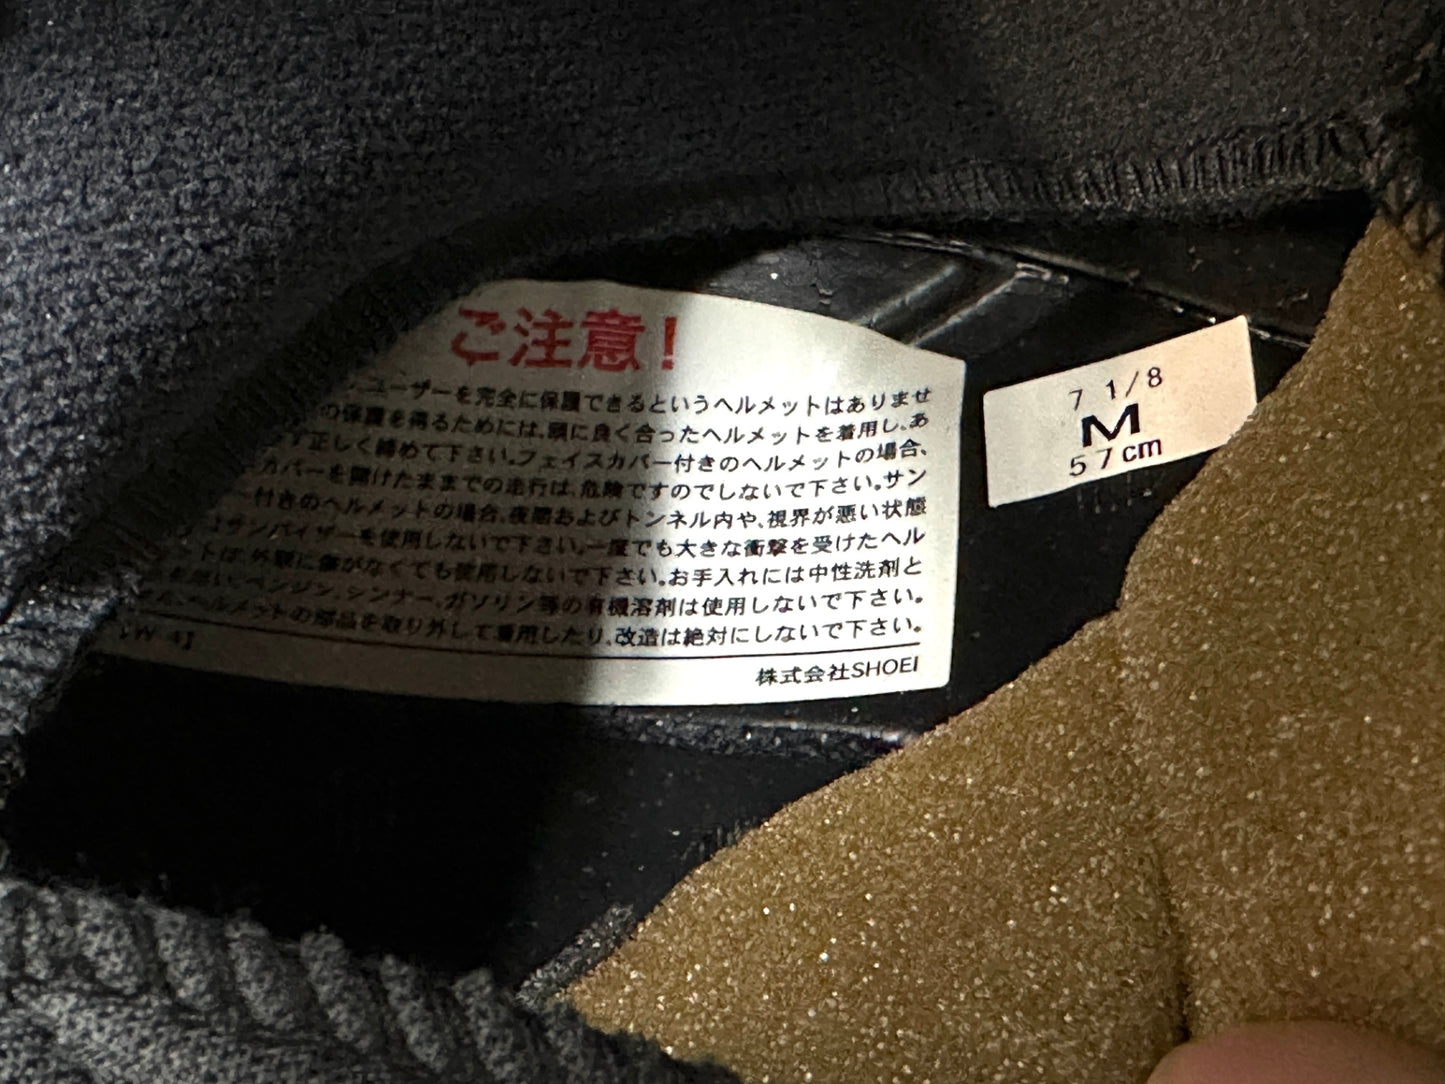 ご注意!
ユーザーを完全に保護できるというヘルメットはありませ
の保護を得るためには、頭に良く合ったヘルメットを着用し、あ
ず正しく締めて下さい。フェイスカバー付きのヘルメットの場合、
カバーを開けたままでの走行は、危険ですのでしないで下さい。サン
ー付きのヘルメットの場合、夜間およびトンネル内や、視界が悪い状態
サンバイザーを使用しないで下さい。一度でも大きな衝撃を受けたヘル
ットは、外観に傷がなくても使用しないで下さい。お手入れには中性洗剤と
ベンジン、シンナー、ガソリン等の有機溶剤は使用しないで下さい。
ヘルメットの部品を取り外して着用したり、改造は絶対にしないで下さい。
株式会社SHOEI
7 1/8
M
57cm